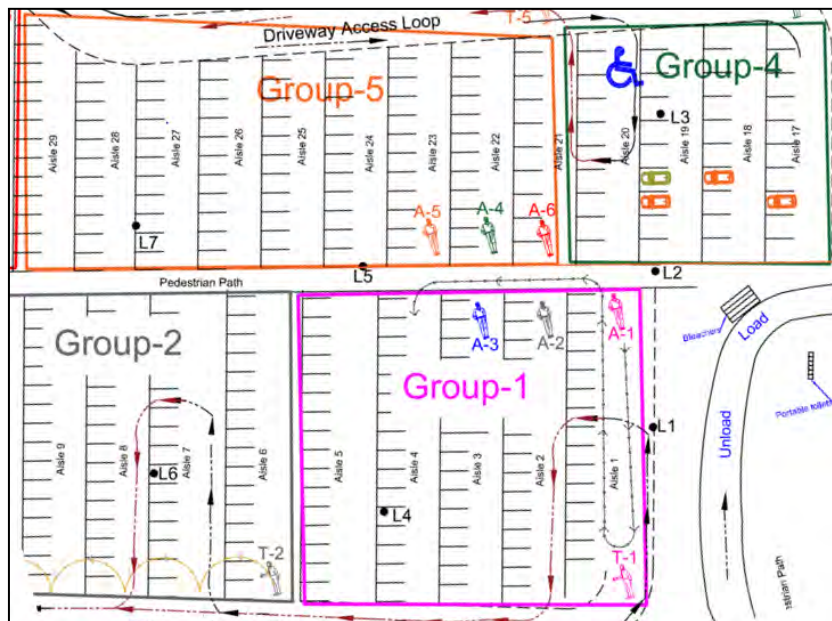 T-5
Driveway Access Loop
Group-5
Group-4
L3
Aisle 29
Aisle 28
Aisle 27
Aisle 26
Aisle 25
Aisle 24
Aisle 23
Aisle 22
Aisle 21
Aisle 20
Aisle 19
Aisle 18
Aisle 17
A-5
A-4
A-6
L7
L5
L2
Pedestrian Path
Group-2
A-3
A-2
A-1
Bleachers
Load
Group-1
Portable toilets
L1
Unload
Aisle 9
Aisle 8
Aisle 7
Aisle 6
Aisle 5
Aisle 4
Aisle 3
Aisle 2
Aisle 1
L6
L4
T-2
T-1
strian Path